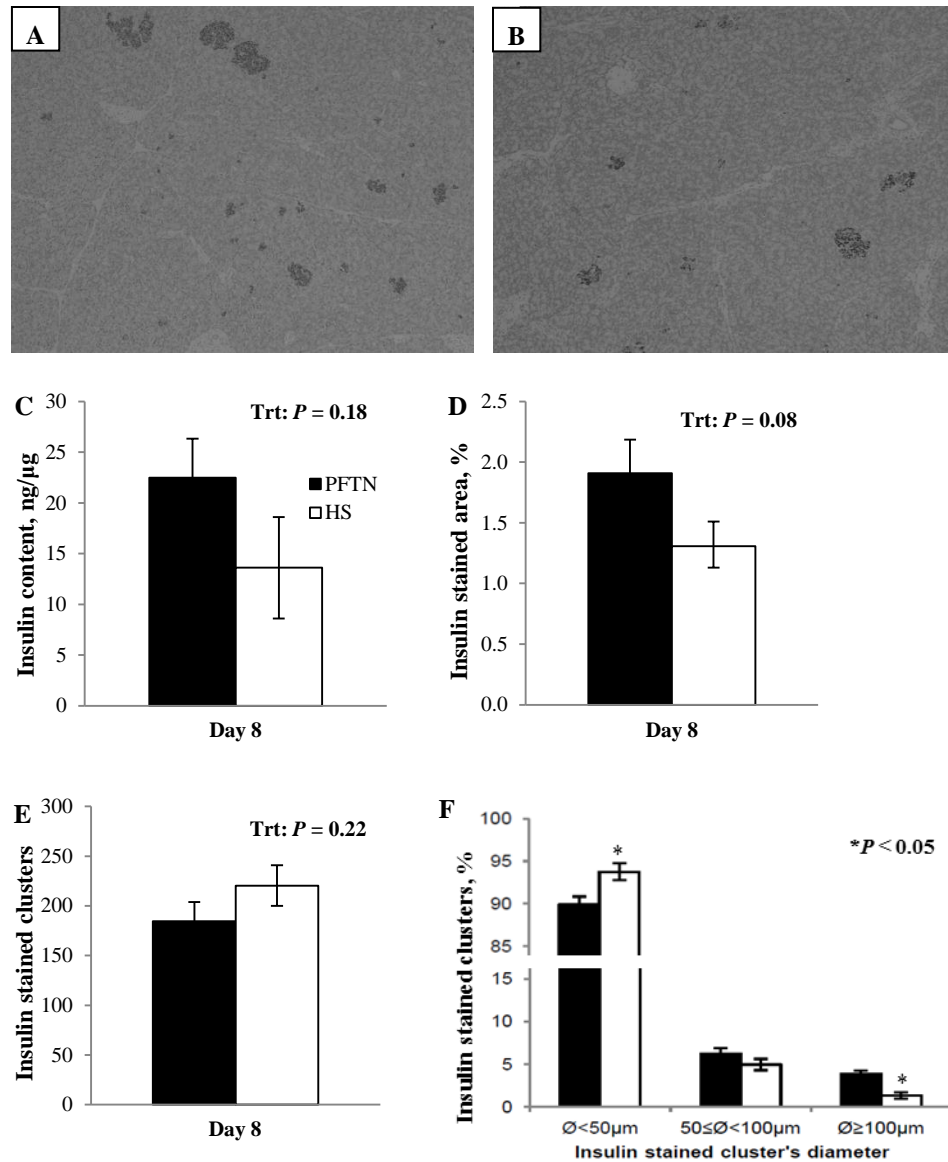 A
B
C
Insulin content, ng/µg
30
25
20
15
10
5
0
Trt: P = 0.18
PFTN
HS
Day 8
D
Insulin stained area, %
2.5
2.0
1.5
1.0
0.5
0.0
Trt: P = 0.08
Day 8
E
Insulin stained clusters
300
250
200
150
100
50
0
Trt: P = 0.22
Day 8
F
Insulin stained clusters, %
100
95
90
85
15
10
5
0
*P < 0.05
*
*
Ø<50µm 50≤Ø<100µm Ø≥100µm
Insulin stained cluster's diameter